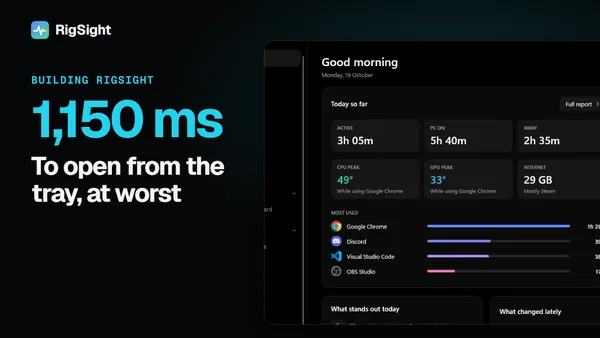 RigSight
BUILDING RIGSIGHT
1,150 ms
To open from the
tray, at worst
Good morning
Monday, 19 October
Today so far
Full report
ACTIVE
3h 05m
PC ON
5h 40m
AWAY
2h 35m
CPU PEAK
49°
While using Google Chrome
GPU PEAK
33°
While using Google Chrome
INTERNET
29 GB
Mostly Steam
MOST USED
Google Chrome
1h 28
Discord
Visual Studio Code
OBS Studio
What stands out today
What changed lately